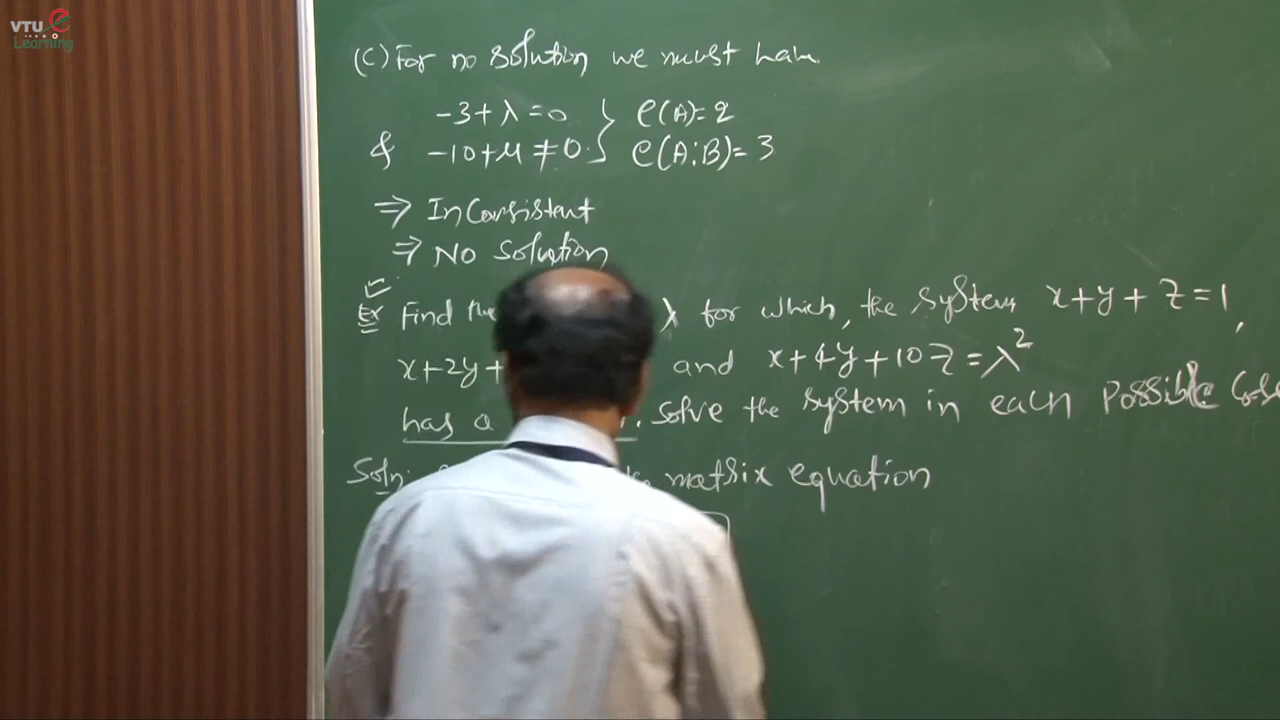 VTU e
Learning
(C) For no solution we must have
-3+λ=0 } ρ(A)=2
& -10+μ≠0. ρ(A:B)=3
⇒ InConsistent
⇒ No Solution
Ex Find the λ for which, the system x+y+z=1,
x+2y+ and x+4y+10z=λ²
has a . Solve the system in each Possible
Soln: matrix equation